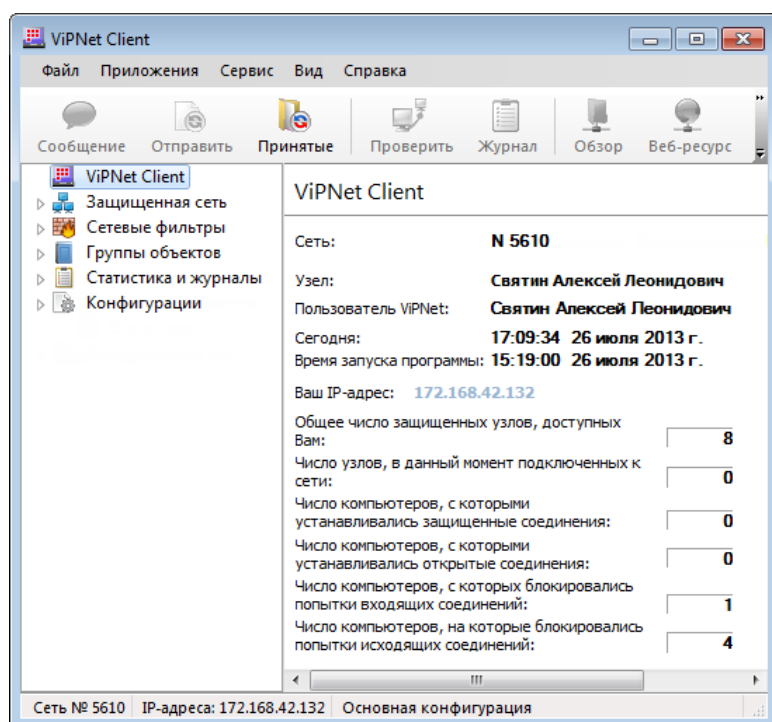 ViPNet Client
Файл Приложения Сервис Вид Справка
Сообщение Отправить Принятые Проверить Журнал Обзор Веб-ресурс
ViPNet Client
Защищенная сеть
Сетевые фильтры
Группы объектов
Статистика и журналы
Конфигурации
ViPNet Client
Сеть: N 5610
Узел: Святин Алексей Леонидович
Пользователь ViPNet: Святин Алексей Леонидович
Сегодня: 17:09:34 26 июля 2013 г.
Время запуска программы: 15:19:00 26 июля 2013 г.
Ваш IP-адрес: 172.168.42.132
Общее число защищенных узлов, доступных
Вам: 8
Число узлов, в данный момент подключенных к
сети: 0
Число компьютеров, с которыми
устанавливались защищенные соединения: 0
Число компьютеров, с которыми
устанавливались открытые соединения: 0
Число компьютеров, с которых блокировались
попытки входящих соединений: 1
Число компьютеров, на которые блокировались
попытки исходящих соединений: 4
Сеть № 5610 IP-адреса: 172.168.42.132 Основная конфигурация